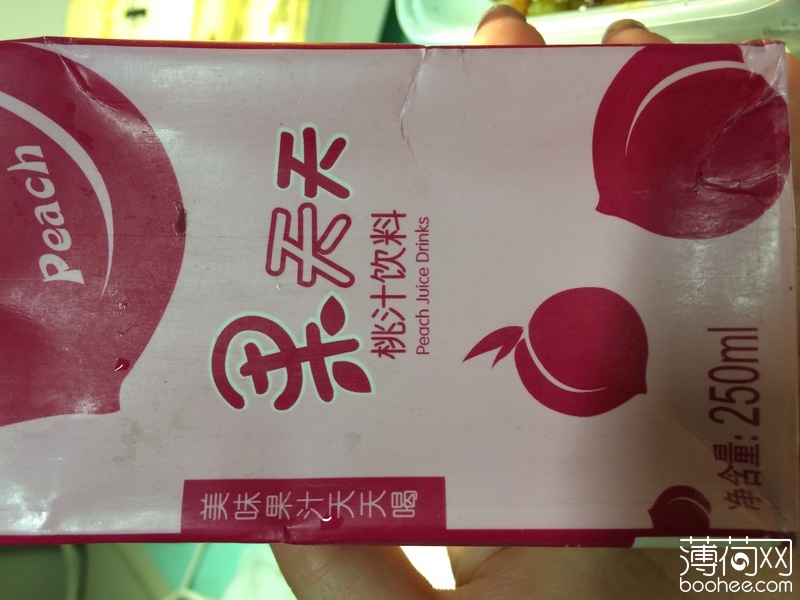 Peach
果天天
桃汁饮料
Peach Juice Drinks
美味果汁天天喝
净含量: 250ml
薄荷网
boohee.com